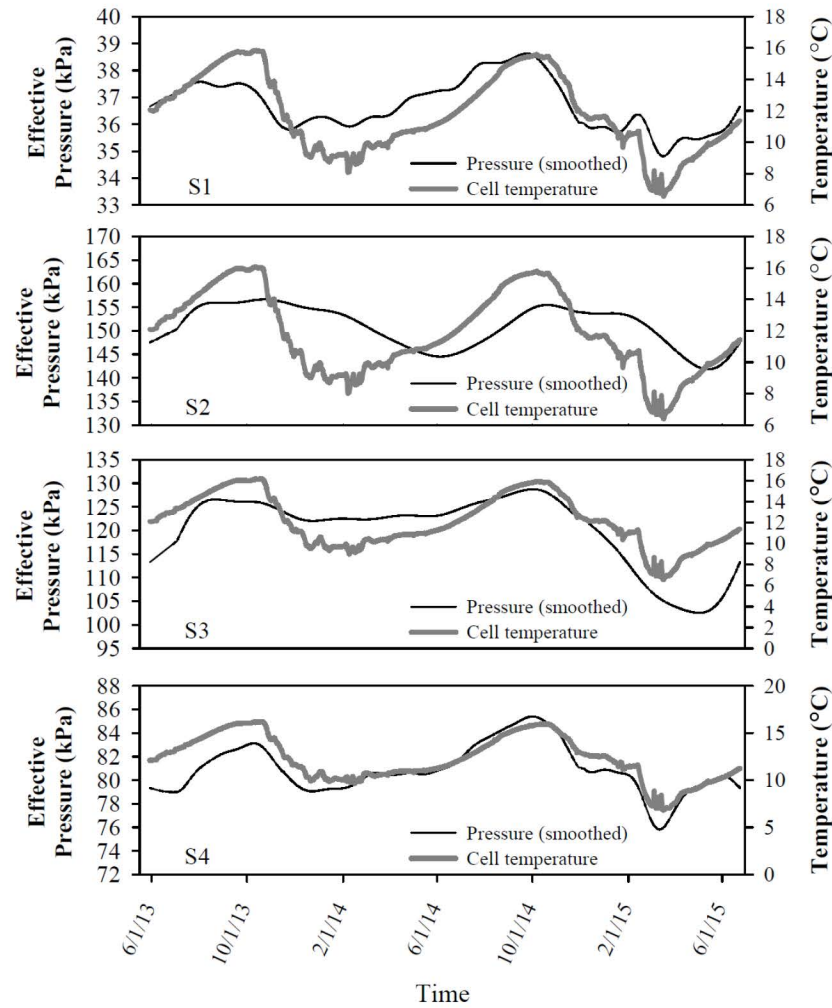 Effective
Pressure (kPa)
40
39
38
37
36
35
34
33
S1
Pressure (smoothed)
Cell temperature
18
16
14
12
10
8
6
Temperature (°C)
Effective
Pressure (kPa)
170
165
160
155
150
145
140
135
130
S2
Pressure (smoothed)
Cell temperature
18
16
14
12
10
8
6
Temperature (°C)
Effective
Pressure (kPa)
135
130
125
120
115
110
105
100
95
S3
Pressure (smoothed)
Cell temperature
18
16
14
12
10
8
6
4
2
0
Temperature (°C)
Effective
Pressure (kPa)
88
86
84
82
80
78
76
74
72
S4
Pressure (smoothed)
Cell temperature
20
15
10
5
0
Temperature (°C)
6/1/13
10/1/13
2/1/14
6/1/14
10/1/14
2/1/15
6/1/15
Time